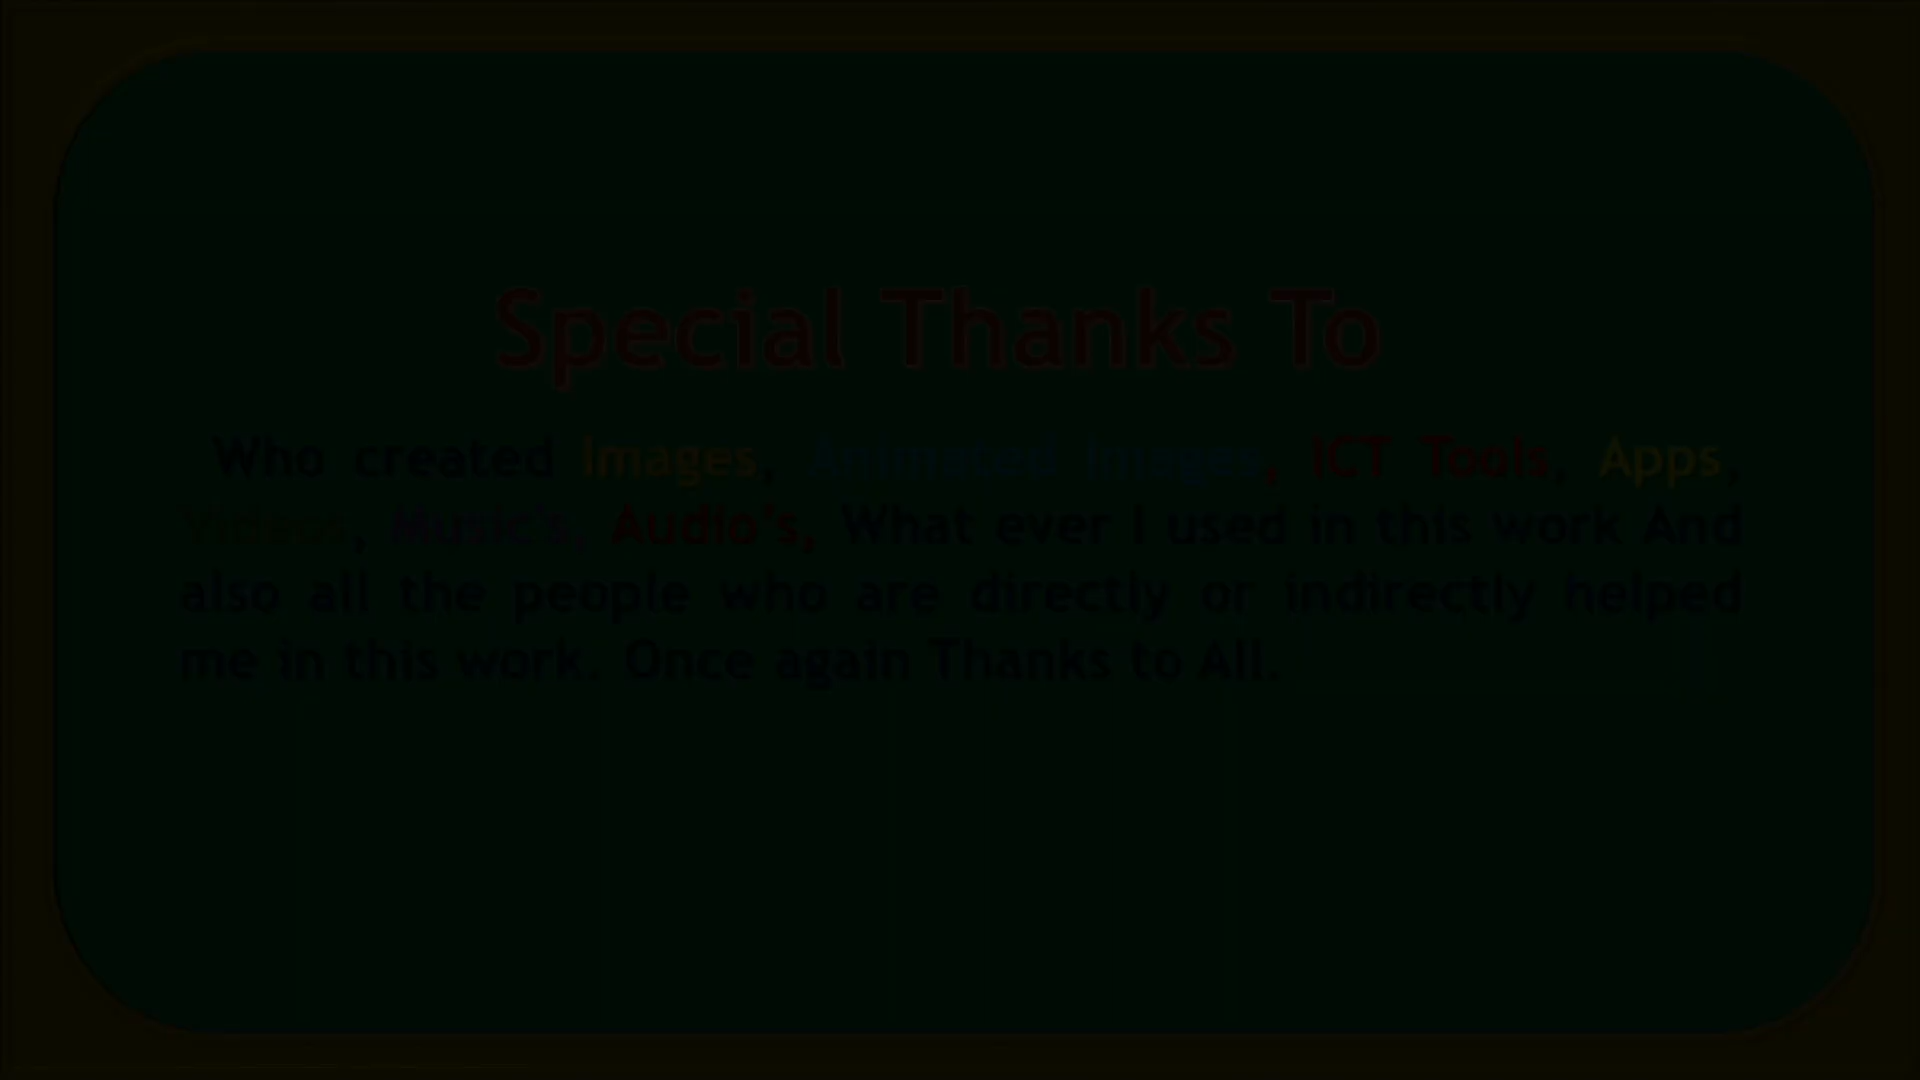 Special Thanks To
Who created Images, Animated Images, ICT Tools, Apps,
Videos, Music's, Audio's, What ever I used in this work And
also all the people who are directly or indirectly helped
me in this work. Once again Thanks to All.